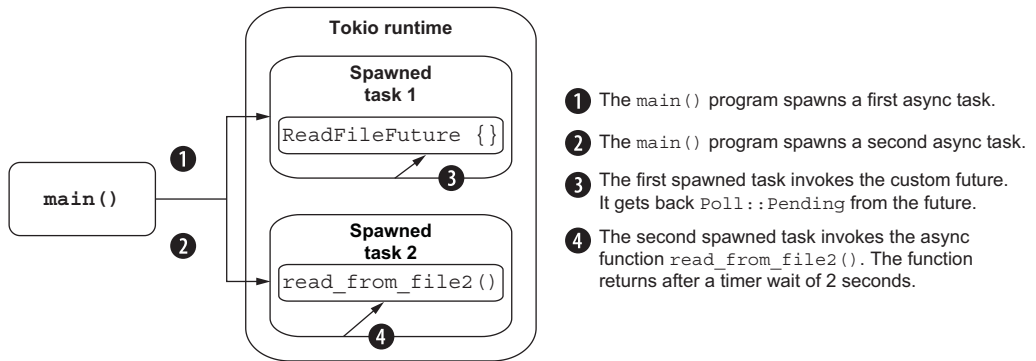 Tokio runtime
Spawned
task 1
ReadFileFuture {}
3
1
main()
2
Spawned
task 2
read_from_file2()
4
1 The main() program spawns a first async task.
2 The main() program spawns a second async task.
3 The first spawned task invokes the custom future.
It gets back Poll::Pending from the future.
4 The second spawned task invokes the async
function read_from_file2(). The function
returns after a timer wait of 2 seconds.